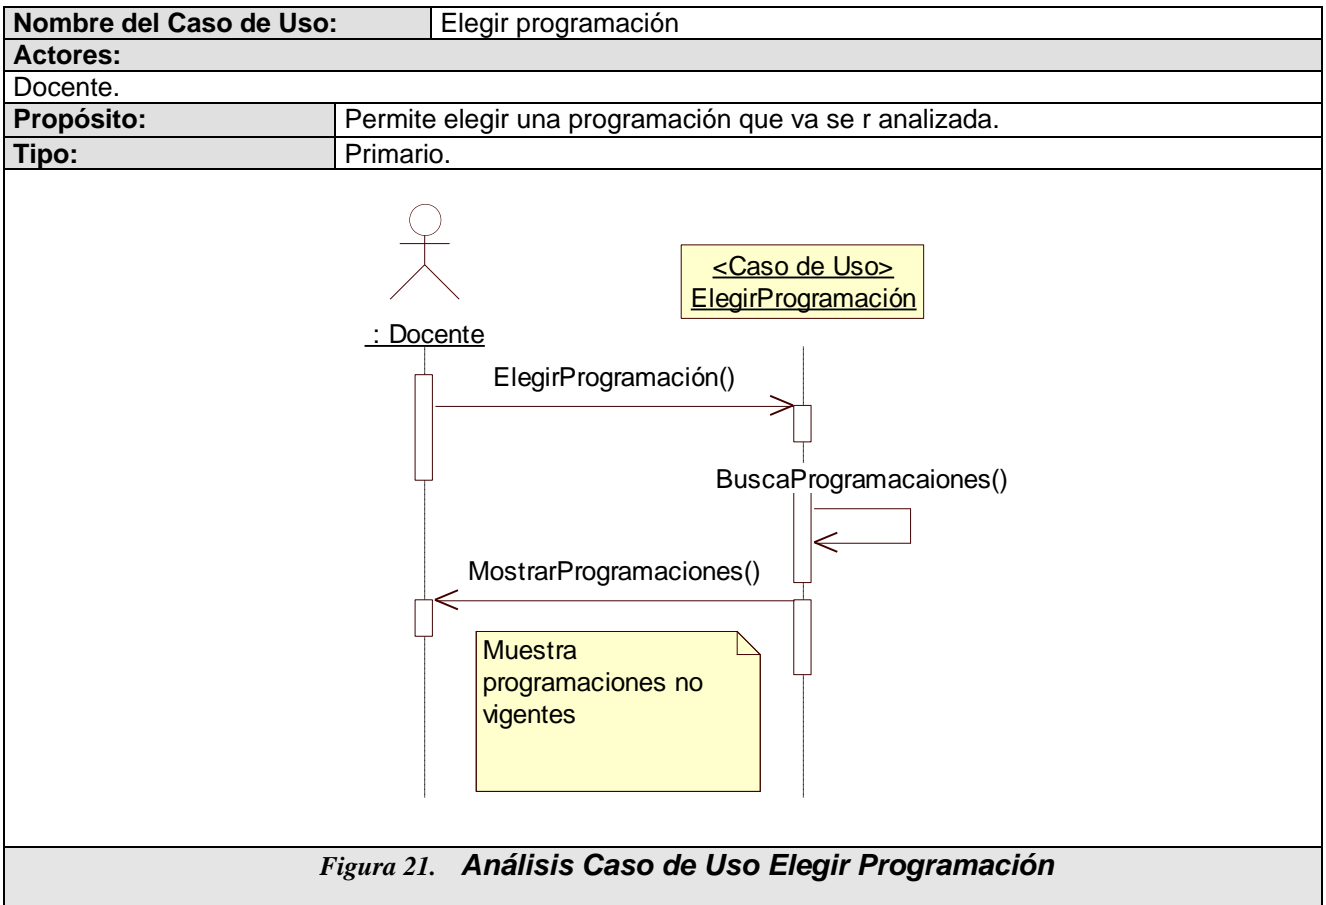 Nombre del Caso de Uso: Elegir programación
Actores:
Docente.
Propósito: Permite elegir una programación que va se r analizada.
Tipo: Primario.
<Caso de Uso>
ElegirProgramación
: Docente
ElegirProgramación()
BuscaProgramacaiones()
MostrarProgramaciones()
Muestra
programaciones no
vigentes
Figura 21. Análisis Caso de Uso Elegir Programación